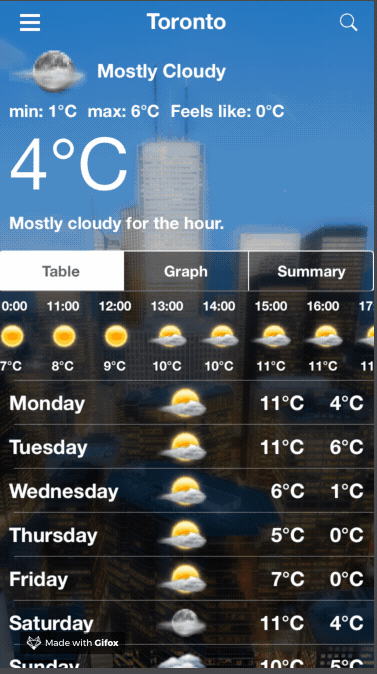 Toronto
Mostly Cloudy
min: 1°C max: 6°C Feels like: 0°C
4°C
Mostly cloudy for the hour.
Table Graph Summary
0:00 11:00 12:00 13:00 14:00 15:00 16:00 17
7°C 8°C 9°C 10°C 10°C 11°C 11°C 11
Monday 11°C 4°C
Tuesday 11°C 6°C
Wednesday 6°C 1°C
Thursday 5°C 0°C
Friday 7°C 0°C
Saturday 11°C 4°C
Made with Gifox
Sunday 10°C 5°C